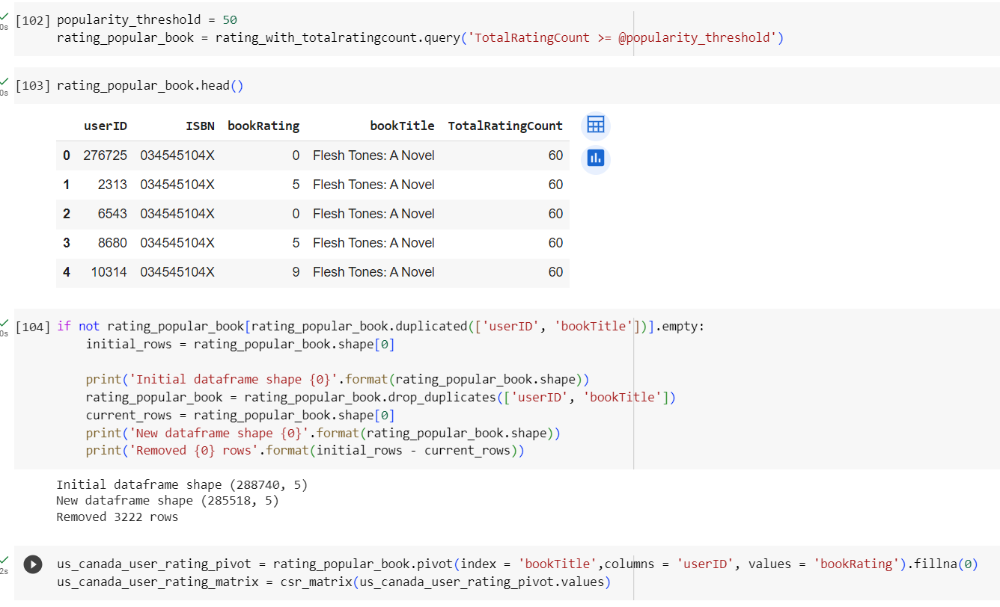 [102] popularity_threshold = 50
rating_popular_book = rating_with_totalratingcount.query('TotalRatingCount >= @popularity_threshold')
0s
[103] rating_popular_book.head()
0s
userID ISBN bookRating bookTitle TotalRatingCount
0 276725 034545104X 0 Flesh Tones: A Novel 60
1 2313 034545104X 5 Flesh Tones: A Novel 60
2 6543 034545104X 0 Flesh Tones: A Novel 60
3 8680 034545104X 5 Flesh Tones: A Novel 60
4 10314 034545104X 9 Flesh Tones: A Novel 60
[104] if not rating_popular_book[rating_popular_book.duplicated(['userID', 'bookTitle'])].empty:
0s
initial_rows = rating_popular_book.shape[0]
print('Initial dataframe shape {0}'.format(rating_popular_book.shape))
rating_popular_book = rating_popular_book.drop_duplicates(['userID', 'bookTitle'])
current_rows = rating_popular_book.shape[0]
print('New dataframe shape {0}'.format(rating_popular_book.shape))
print('Removed {0} rows'.format(initial_rows - current_rows))
Initial dataframe shape (288740, 5)
New dataframe shape (285518, 5)
Removed 3222 rows
us_canada_user_rating_pivot = rating_popular_book.pivot(index = 'bookTitle',columns = 'userID', values = 'bookRating').fillna(0)
2s
us_canada_user_rating_matrix = csr_matrix(us_canada_user_rating_pivot.values)